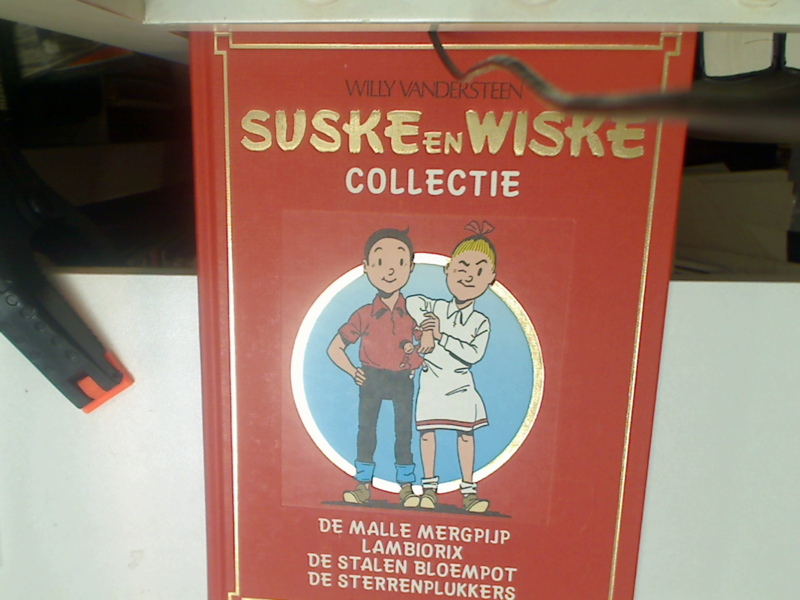 WILLY VANDERSTEEN
SUSKE EN WISKE
COLLECTIE
DE MALLE MERGPIJP
LAMBIORIX
DE STALEN BLOEMPOT
DE STERRENPLUKKERS